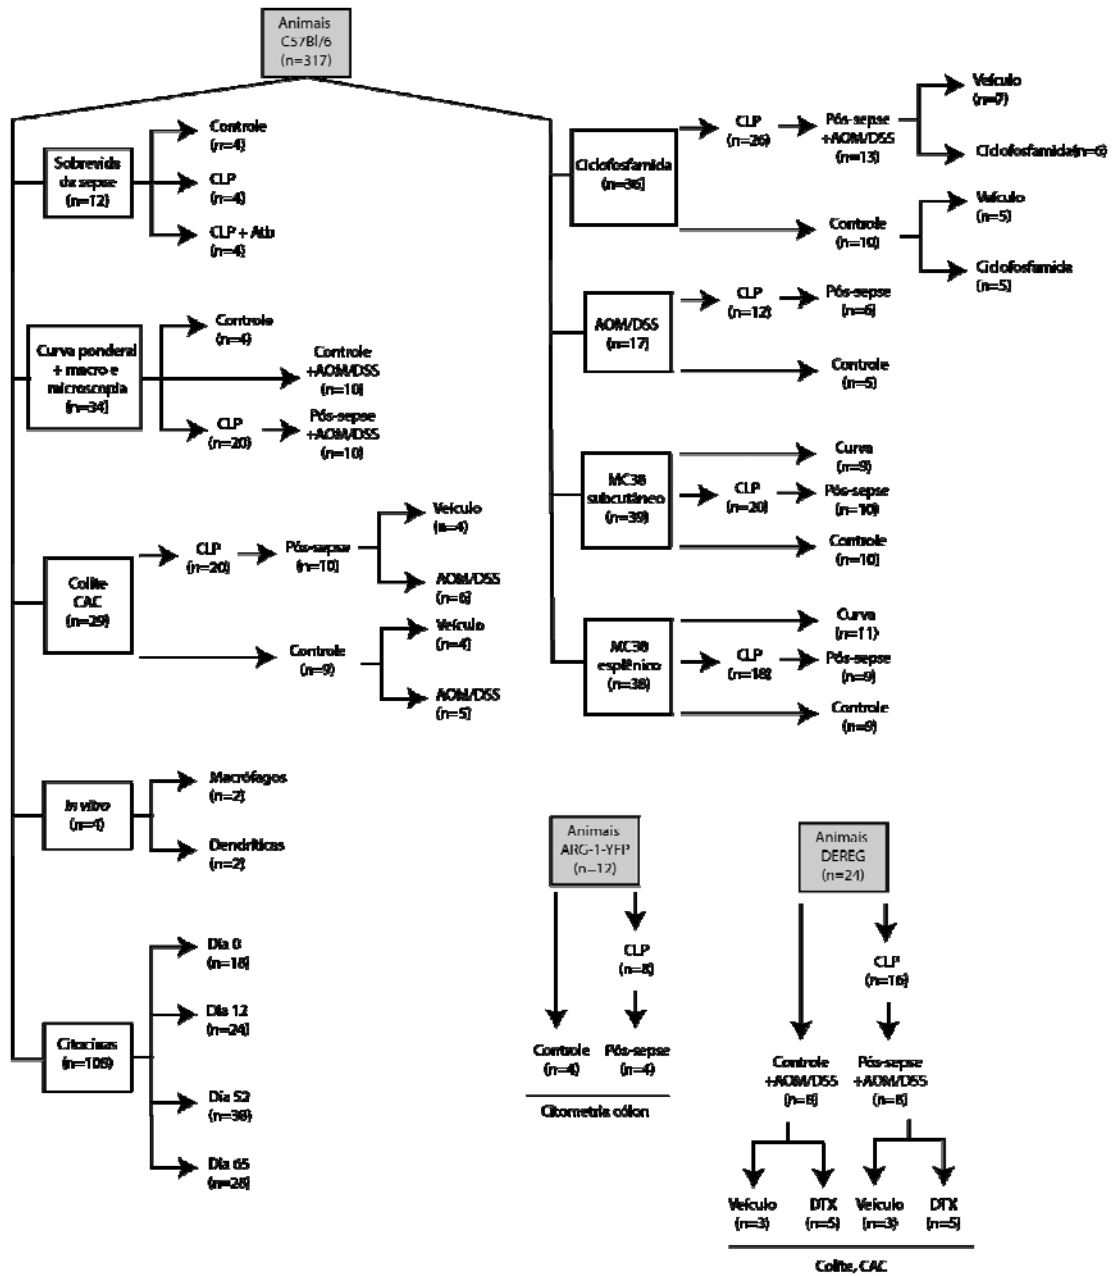 Animais
C57Bl/6
(n=317)
Sobrevida
da sepse
(n=12)
Controle
(n=4)
CLP
(n=4)
CLP + Atb
(n=4)
Curva ponderal
+ macro e
microscopia
(n=34)
Controle
(n=4)
Controle
+AOM/DSS
(n=10)
CLP
(n=20)
Pós-sepse
+AOM/DSS
(n=10)
Colite
CAC
(n=29)
CLP
(n=20)
Pós-sepse
(n=10)
Veículo
(n=4)
AOM/DSS
(n=6)
Controle
(n=9)
Veículo
(n=4)
AOM/DSS
(n=5)
In vitro
(n=4)
Macrófagos
(n=2)
Dendríticas
(n=2)
Citocinas
(n=108)
Dia 0
(n=18)
Dia 12
(n=24)
Dia 52
(n=38)
Dia 65
(n=28)
Ciclofosfamida
(n=36)
CLP
(n=26)
Pós-sepse
+AOM/DSS
(n=13)
Veículo
(n=7)
Ciclofosfamida(n=6)
Controle
(n=10)
Veículo
(n=5)
Ciclofosfamida
(n=5)
AOM/DSS
(n=17)
CLP
(n=12)
Pós-sepse
(n=6)
Controle
(n=5)
MC38
subcutâneo
(n=39)
Curva
(n=9)
CLP
(n=20)
Pós-sepse
(n=10)
Controle
(n=10)
MC38
esplênico
(n=38)
Curva
(n=11)
CLP
(n=18)
Pós-sepse
(n=9)
Controle
(n=9)
Animais
ARG-1-YFP
(n=12)
CLP
(n=8)
Controle
(n=4)
Pós-sepse
(n=4)
Citometria cólon
Animais
DEREG
(n=24)
CLP
(n=16)
Controle
+AOM/DSS
(n=8)
Pós-sepse
+AOM/DSS
(n=8)
Veículo
(n=3)
DTX
(n=5)
Veículo
(n=3)
DTX
(n=5)
Colite, CAC